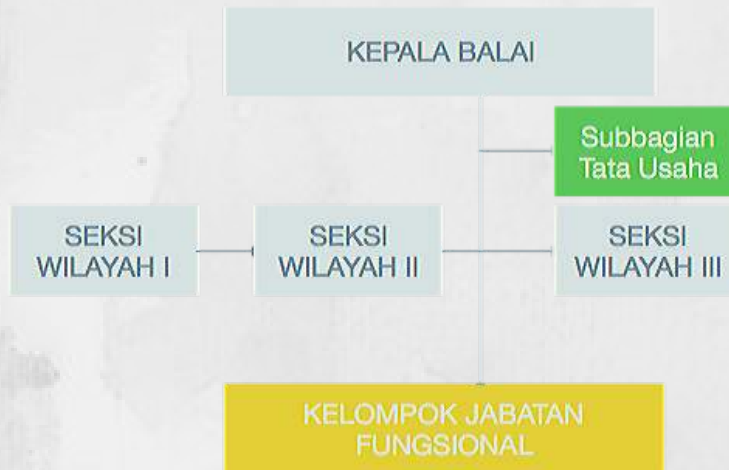 KEPALA BALAI
Subbagian
Tata Usaha
SEKSI
WILAYAH I
SEKSI
WILAYAH II
SEKSI
WILAYAH III
KELOMPOK JABATAN
FUNGSIONAL